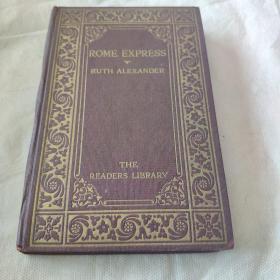 ROME EXPRESS
RUTH ALEXANDER
THE
READERS LIBRARY